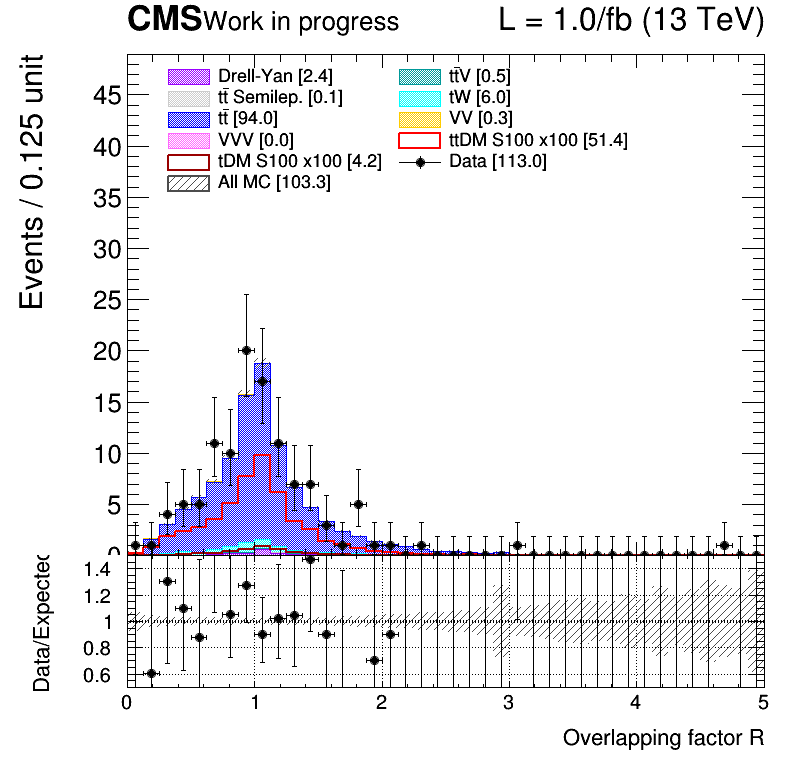 CMS Work in progress L = 1.0/fb (13 TeV)
Events / 0.125 unit
Drell-Yan [2.4] tt̄V [0.5]
tt̄ Semilep. [0.1] tW [6.0]
tt̄ [94.0] VV [0.3]
VVV [0.0] ttDM S100 x100 [51.4]
tDM S100 x100 [4.2] Data [113.0]
All MC [103.3]
45
40
35
30
25
20
15
10
5
0
Data/Expected
1.4
1.2
1
0.8
0.6
0 1 2 3 4 5
Overlapping factor R